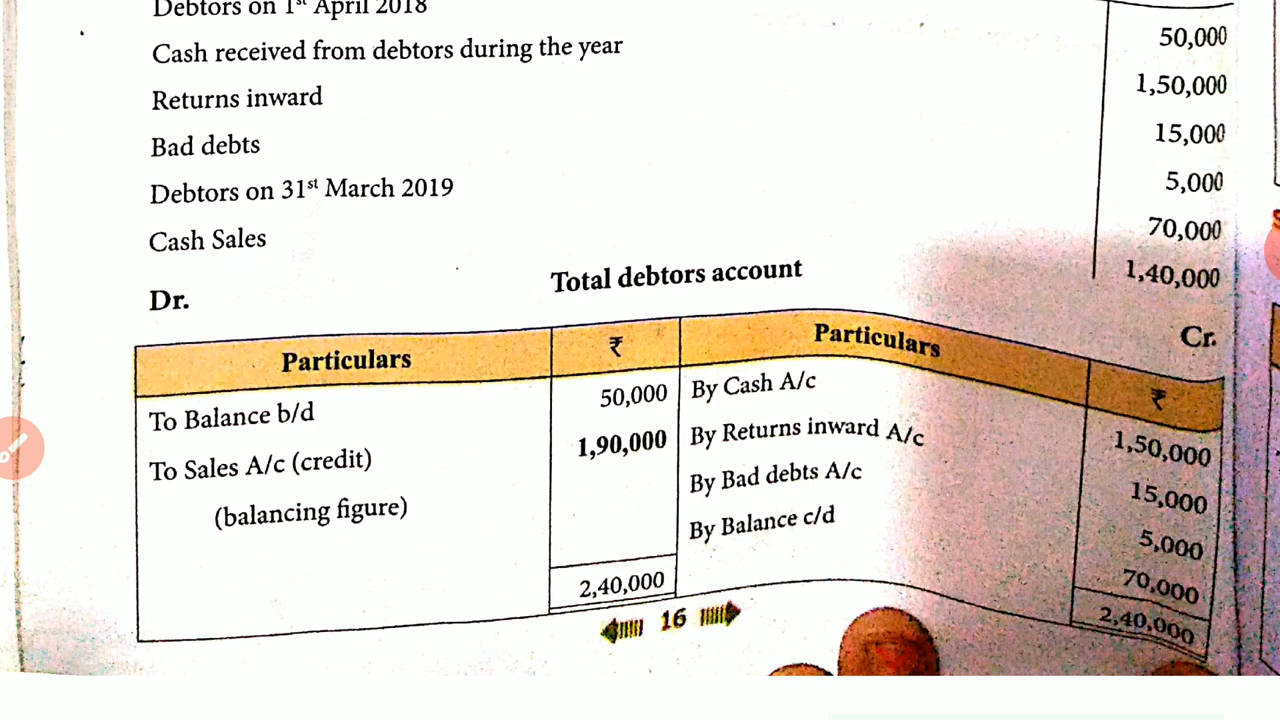 Debtors on 1st April 2018 50,000
Cash received from debtors during the year 1,50,000
Returns inward 15,000
Bad debts 5,000
Debtors on 31st March 2019 70,000
Cash Sales 1,40,000
Total debtors account
Dr. Cr.
Particulars ₹ Particulars ₹
To Balance b/d 50,000 By Cash A/c 1,50,000
To Sales A/c (credit) 1,90,000 By Returns inward A/c 15,000
(balancing figure) By Bad debts A/c 5,000
By Balance c/d 70,000
2,40,000 2,40,000
16